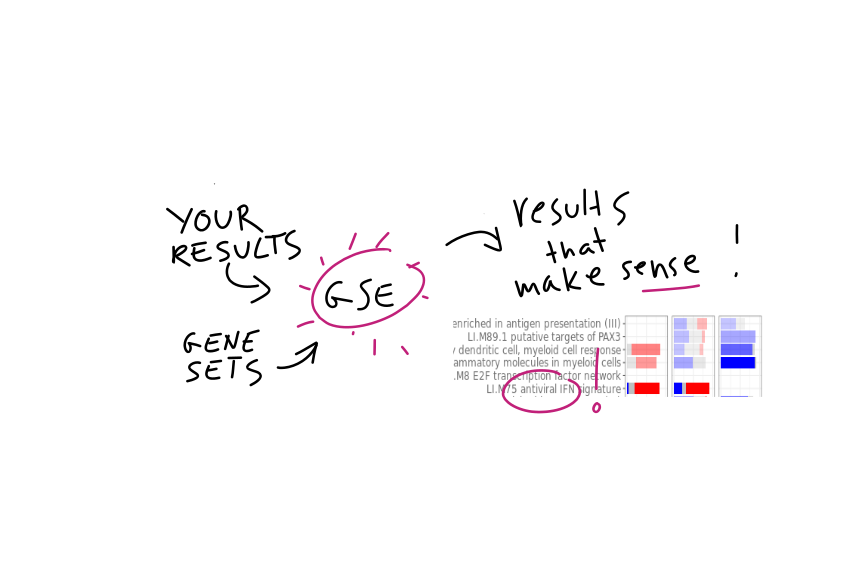 YOUR
RESULTS
GSE
GENE
SETS
results
that
make sense !
enriched in antigen presentation (III)
LI.M89.1 putative targets of PAX3
dendritic cell, myeloid cell response
ammatory molecules in myeloid cells
.M8 E2F transcription factor network
LI.M75 antiviral IFN signature
!